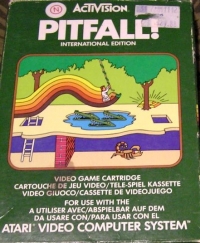 ACTIVISION
PITFALL!
INTERNATIONAL EDITION
VIDEO GAME CARTRIDGE
CARTOUCHE DE JEU VIDEO/TELE-SPIEL KASSETTE
VIDEO GIUOCO/CASSETTE DE VIDEOJUEGO
FOR USE WITH THE
A UTILISER AVEC/ABSPIELBAR AUF DEM
DA USARE CON/PARA USAR CON EL
ATARI® VIDEO COMPUTER SYSTEM™